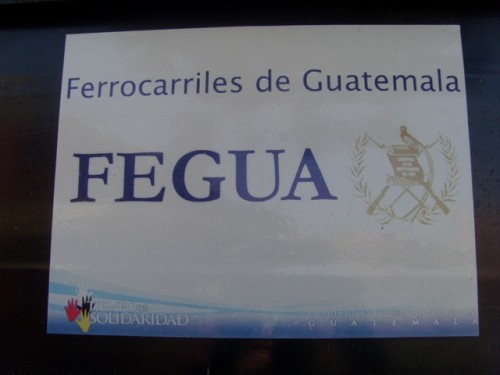 Ferrocarriles de Guatemala
FEGUA
SOLIDARIDAD
GUATEMALA